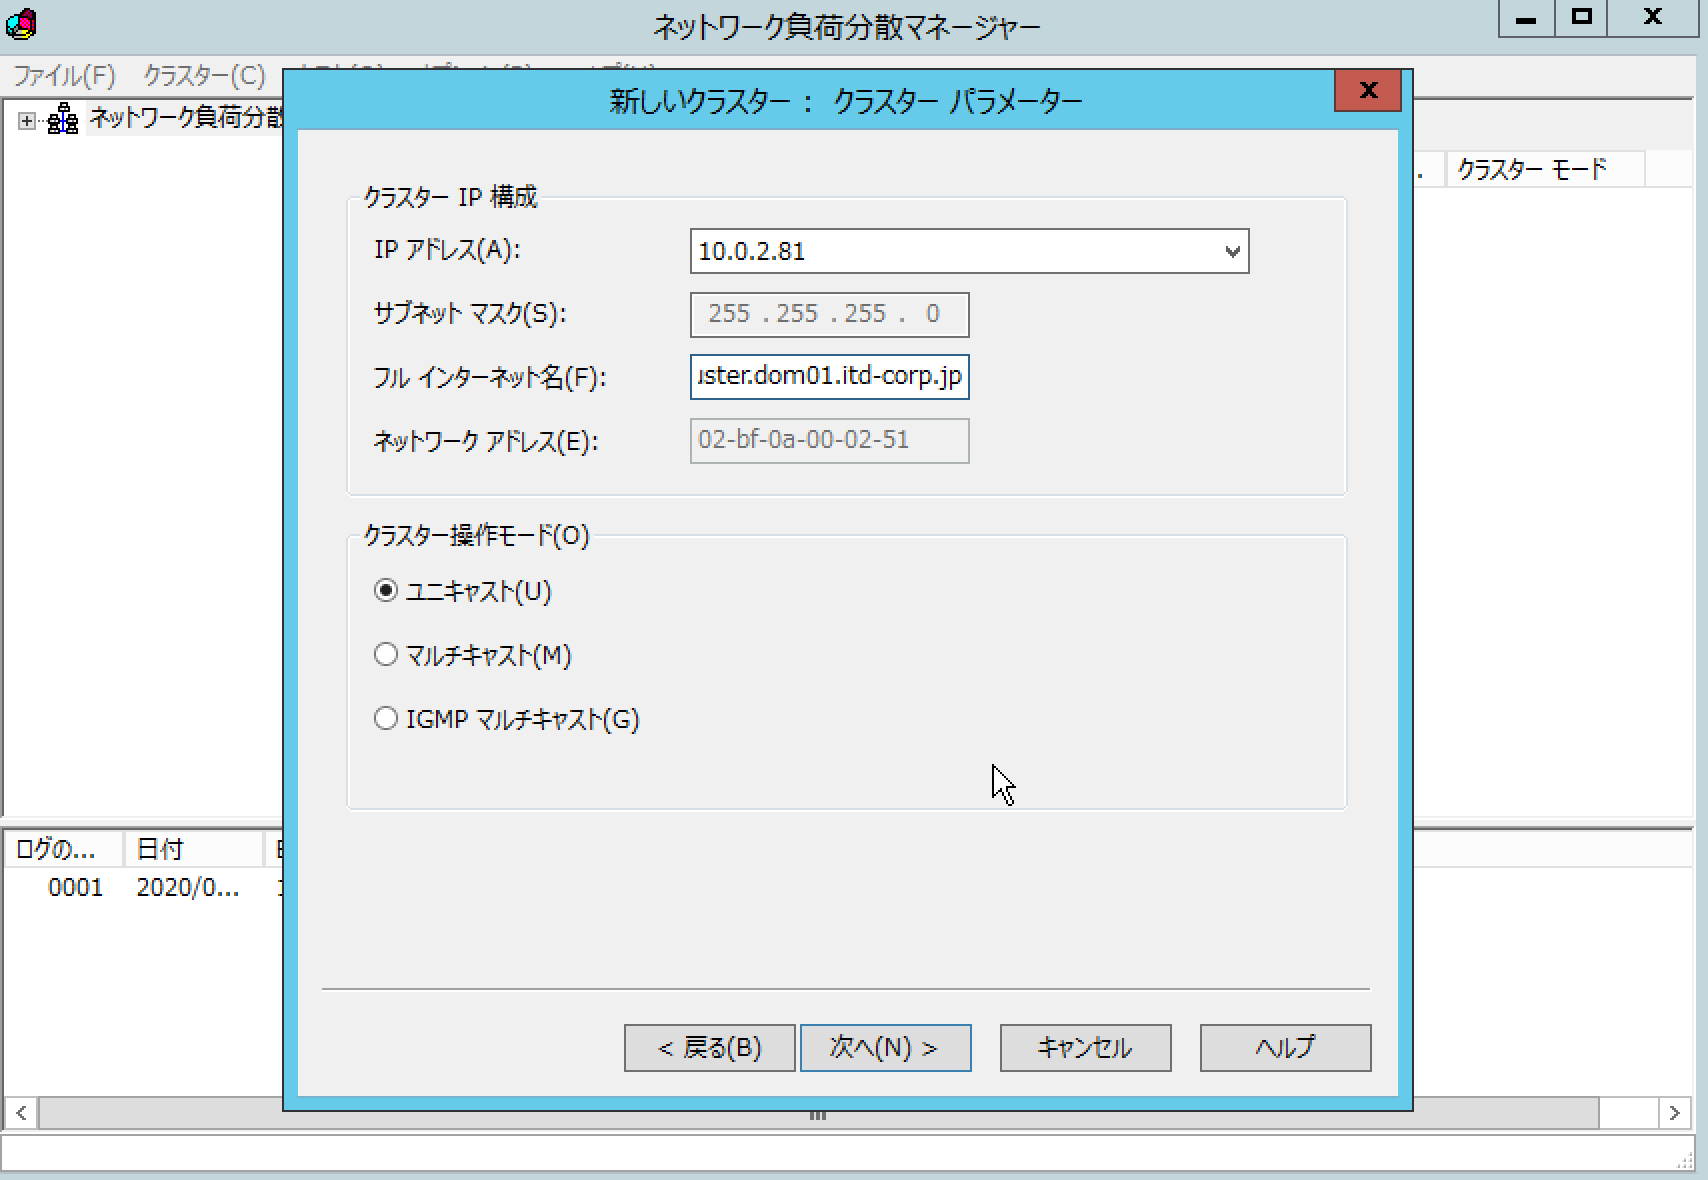 ネットワーク負荷分散マネージャー
ファイル(F) クラスター(C)
ネットワーク負荷分散
新しいクラスター : クラスター パラメーター
クラスター モード
クラスター IP 構成
IP アドレス(A): 10.0.2.81
サブネット マスク(S): 255 . 255 . 255 . 0
フル インターネット名(F): uster.dom01.itd-corp.jp
ネットワーク アドレス(E): 02-bf-0a-00-02-51
クラスター操作モード(O)
ユニキャスト(U)
マルチキャスト(M)
IGMP マルチキャスト(G)
ログの... 日付
0001 2020/0...
< 戻る(B) 次へ(N) > キャンセル ヘルプ